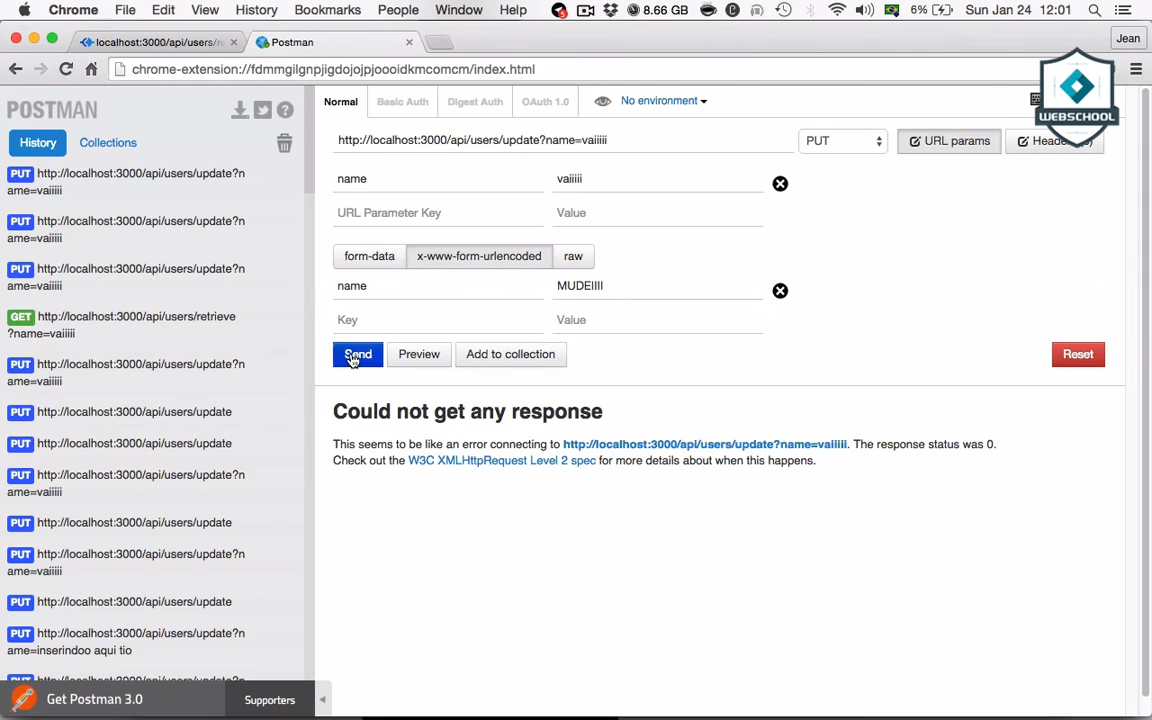 Chrome File Edit View History Bookmarks People Window Help 8.66 GB 6% Sun Jan 24 12:01
localhost:3000/api/users/re Postman Jean
chrome-extension://fdmmgilgnpjigdojojpjoooidkmcomcm/index.html
WEBSCHOOL
POSTMAN
History Collections
PUT http://localhost:3000/api/users/update?n
ame=vaiiiii
PUT http://localhost:3000/api/users/update?n
ame=vaiiiii
PUT http://localhost:3000/api/users/update?n
ame=vaiiiii
GET http://localhost:3000/api/users/retrieve
?name=vaiiiii
PUT http://localhost:3000/api/users/update?n
ame=vaiiiii
PUT http://localhost:3000/api/users/update
PUT http://localhost:3000/api/users/update
PUT http://localhost:3000/api/users/update?n
ame=vaiiiii
PUT http://localhost:3000/api/users/update
PUT http://localhost:3000/api/users/update?n
ame=vaiiiii
PUT http://localhost:3000/api/users/update
PUT http://localhost:3000/api/users/update?n
ame=inserindoo aqui tio
Get Postman 3.0 Supporters
Normal Basic Auth Digest Auth OAuth 1.0 No environment
http://localhost:3000/api/users/update?name=vaiiiii PUT URL params
name vaiiiii
URL Parameter Key Value
form-data x-www-form-urlencoded raw
name MUDEIIII
Key Value
Send Preview Add to collection Reset
Could not get any response
This seems to be like an error connecting to http://localhost:3000/api/users/update?name=vaiiiii. The response status was 0.
Check out the W3C XMLHttpRequest Level 2 spec for more details about when this happens.